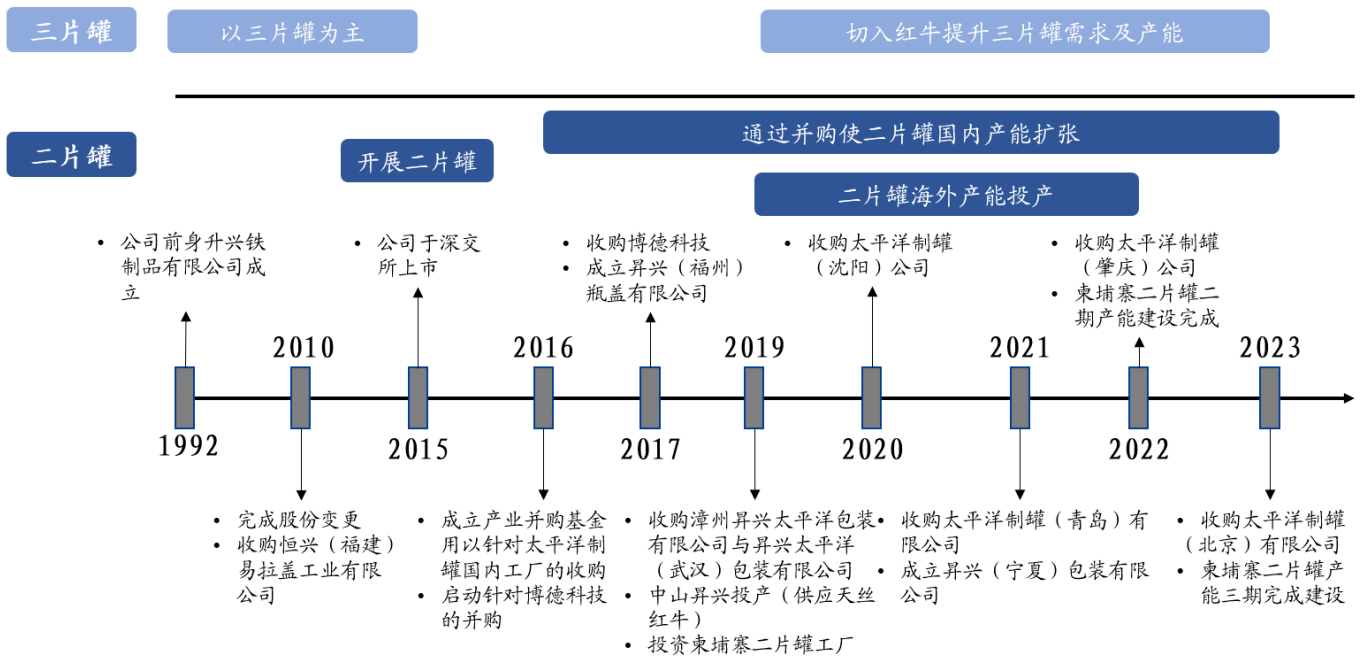 三片罐
以三片罐为主
切入红牛提升三片罐需求及产能
二片罐
开展二片罐
通过并购使二片罐国内产能扩张
二片罐海外产能投产
• 公司前身升兴铁
制品有限公司成
立
• 公司于深交
所上市
• 收购博德科技
• 成立昇兴（福州）
瓶盖有限公司
• 收购太平洋制罐
（沈阳）公司
• 收购太平洋制罐
（肇庆）公司
• 柬埔寨二片罐二
期产能建设完成
2010
2016
2019
2021
2023
1992
2015
2017
2020
2022
• 完成股份变更
• 收购恒兴（福建）
易拉盖工业有限
公司
• 成立产业并购基金
用以针对太平洋制
罐国内工厂的收购
• 启动针对博德科技
的并购
• 收购漳州昇兴太平洋包装
有限公司与昇兴太平洋
（武汉）包装有限公司
• 中山昇兴投产（供应天丝
红牛）
• 投资柬埔寨二片罐工厂
• 收购太平洋制罐（青岛）有
限公司
• 成立昇兴（宁夏）包装有限
公司
• 收购太平洋制罐
（北京）有限公司
• 柬埔寨二片罐产
能三期完成建设